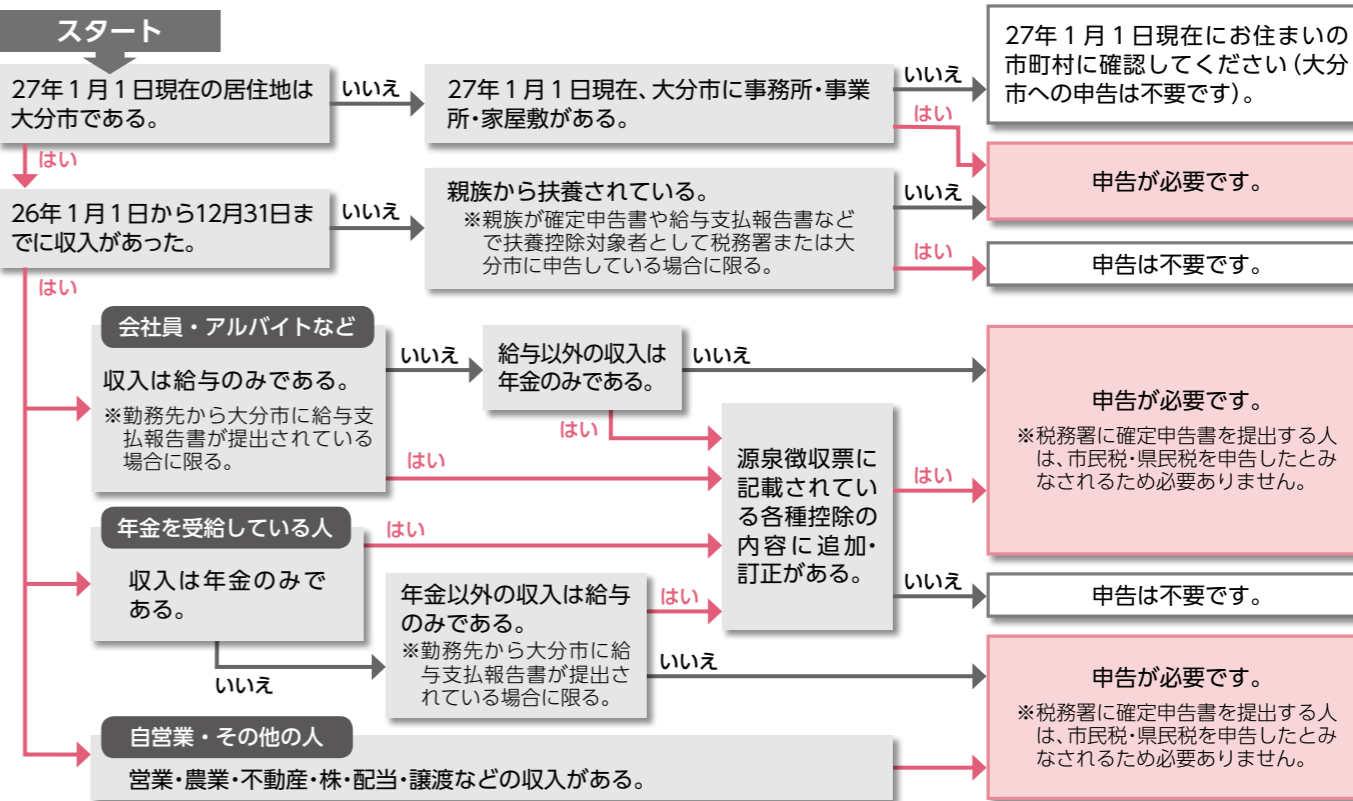 スタート
27年1月1日現在の居住地は
大分市である。
いいえ
27年1月1日現在、大分市に事務所・事業
所・家屋敷がある。
いいえ
27年1月1日現在にお住まいの
市町村に確認してください(大分
市への申告は不要です)。
はい
申告が必要です。
はい
26年1月1日から12月31日ま
でに収入があった。
いいえ
親族から扶養されている。
※親族が確定申告書や給与支払報告書など
で扶養控除対象者として税務署または大
分市に申告している場合に限る。
いいえ
はい
申告は不要です。
はい
会社員・アルバイトなど
収入は給与のみである。
※勤務先から大分市に給与支
払報告書が提出されている
場合に限る。
いいえ
給与以外の収入は
年金のみである。
いいえ
申告が必要です。
※税務署に確定申告書を提出する人
は、市民税・県民税を申告したとみ
なされるため必要ありません。
はい
はい
源泉徴収票に
記載されてい
る各種控除の
内容に追加・
訂正がある。
はい
いいえ
申告は不要です。
年金を受給している人
収入は年金のみで
ある。
はい
いいえ
年金以外の収入は給与
のみである。
※勤務先から大分市に給
与支払報告書が提出さ
れている場合に限る。
はい
いいえ
申告が必要です。
※税務署に確定申告書を提出する人
は、市民税・県民税を申告したとみ
なされるため必要ありません。
自営業・その他の人
営業・農業・不動産・株・配当・譲渡などの収入がある。